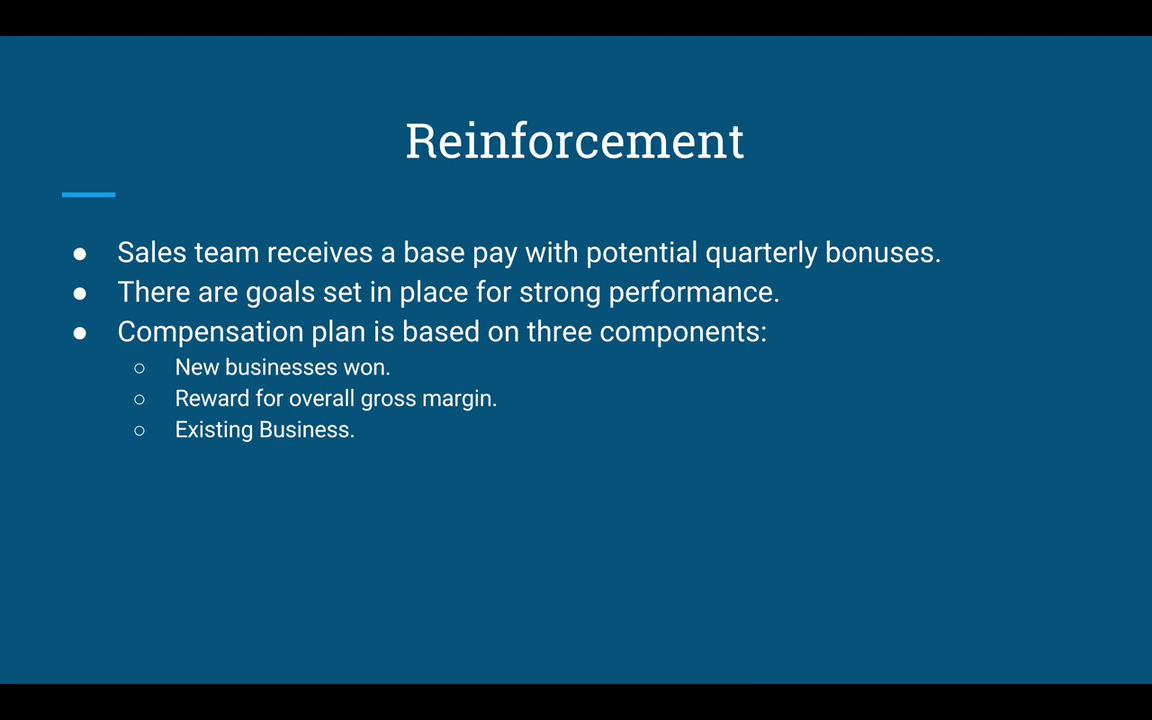 Reinforcement
● Sales team receives a base pay with potential quarterly bonuses.
● There are goals set in place for strong performance.
● Compensation plan is based on three components:
○ New businesses won.
○ Reward for overall gross margin.
○ Existing Business.